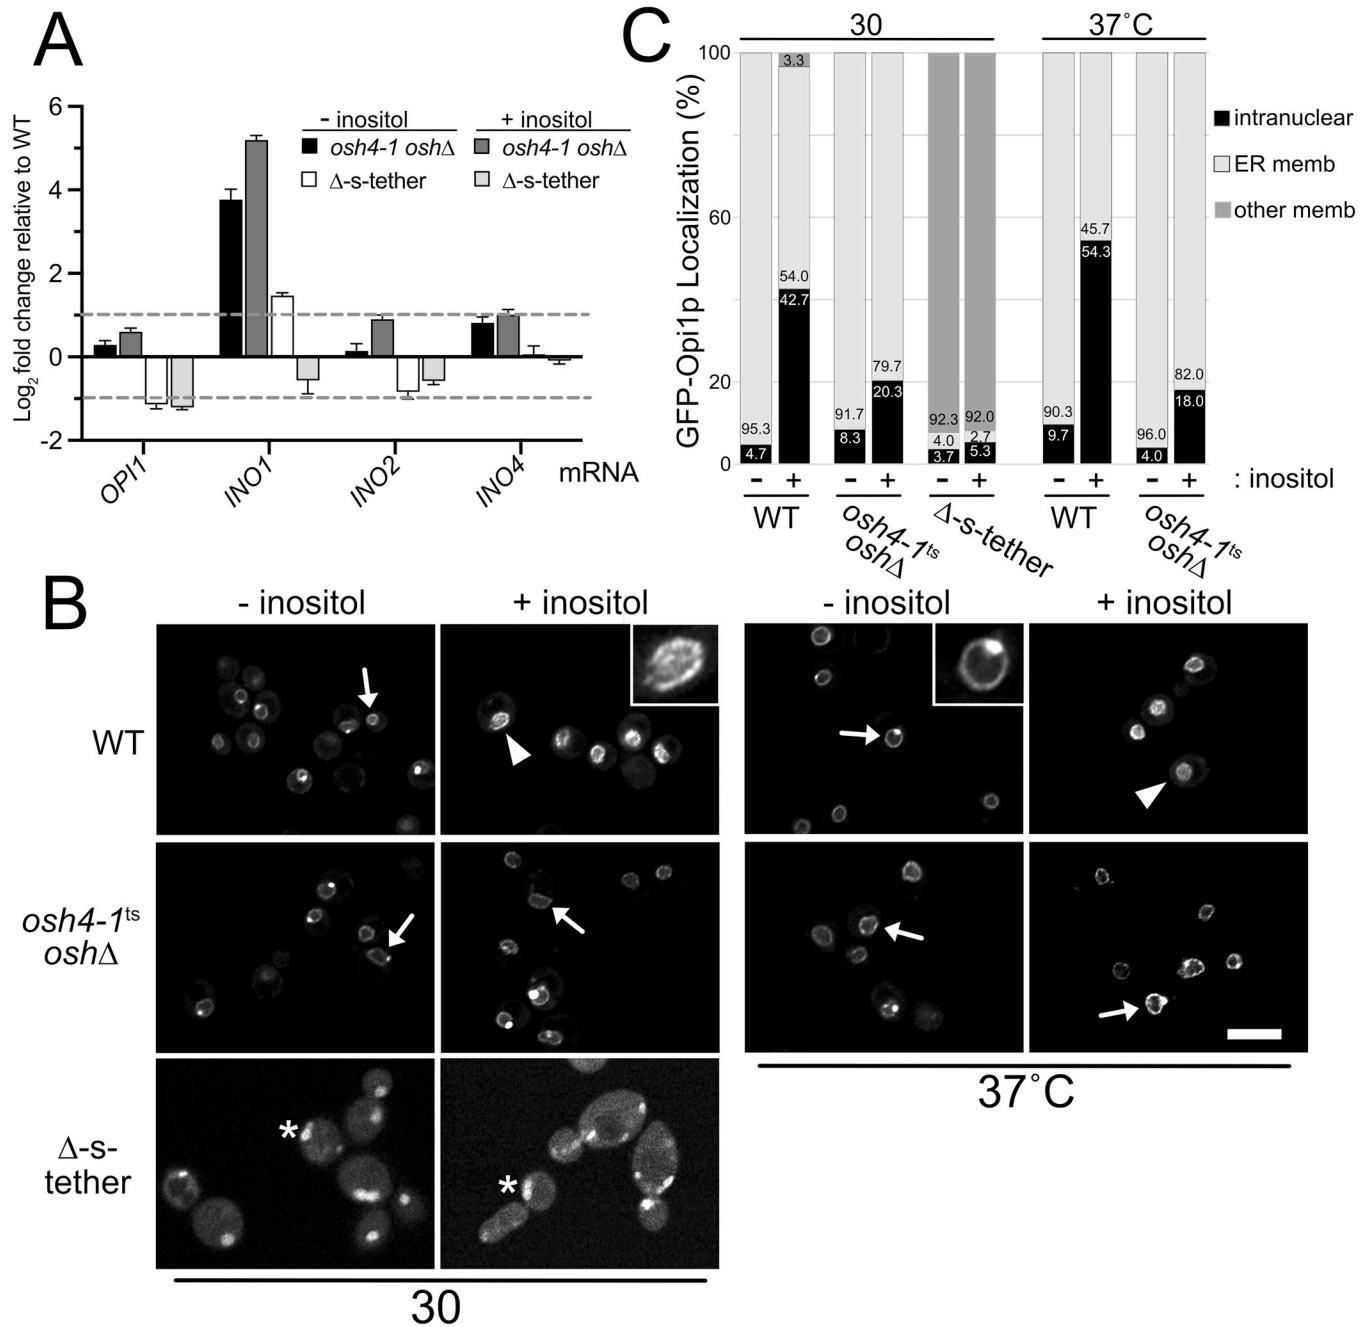 A
Log2 fold change relative to WT
6
4
2
0
-2
- inositol
+ inositol
osh4-1 oshΔ
osh4-1 oshΔ
Δ-s-tether
Δ-s-tether
OPI1
INO1
INO2
INO4
mRNA
C
30
37˚C
GFP-Opi1p Localization (%)
100
60
20
0
3.3
54.0
42.7
95.3
4.7
91.7
8.3
79.7
20.3
92.3
4.0
3.7
92.0
2.7
5.3
90.3
9.7
45.7
54.3
96.0
4.0
82.0
18.0
intranuclear
ER memb
other memb
- + - + - + - + - + : inositol
WT
osh4-1ts
oshΔ
Δ-s-tether
WT
osh4-1ts
oshΔ
B
- inositol
+ inositol
- inositol
+ inositol
WT
osh4-1ts
oshΔ
Δ-s-
tether
*
*
37˚C
30